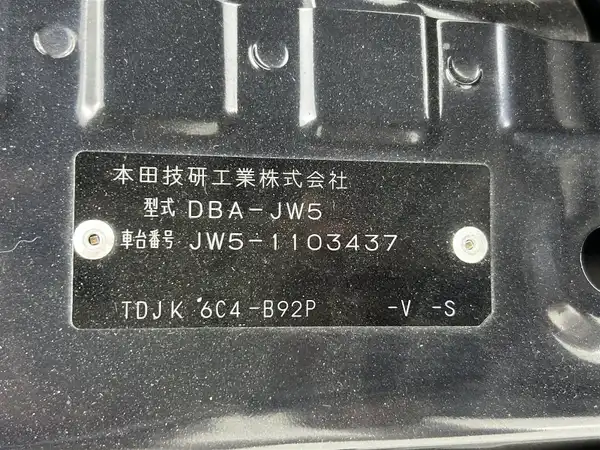 本田技研工業株式会社
型式 DBA-JW5
車台番号 JW5-1103437
TDJK 6C4-B92P -V -S